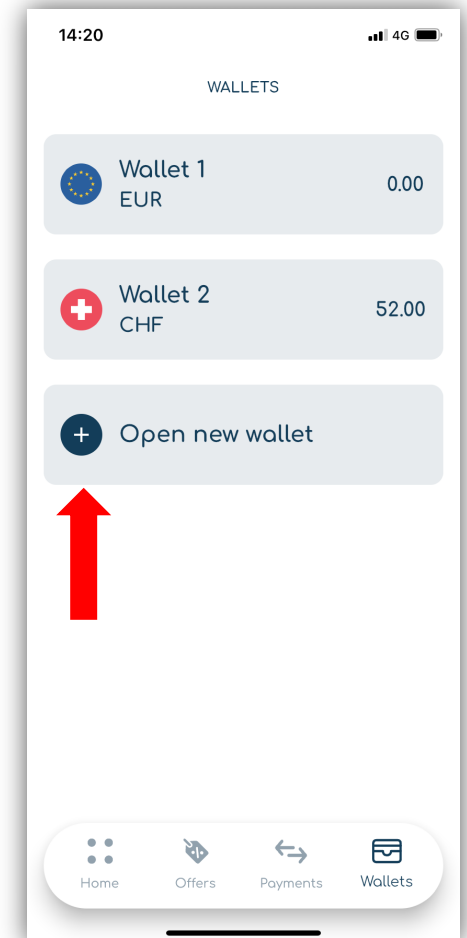 14:20
4G
WALLETS
Wallet 1
EUR
0.00
Wallet 2
CHF
52.00
Open new wallet
Home
Offers
Payments
Wallets